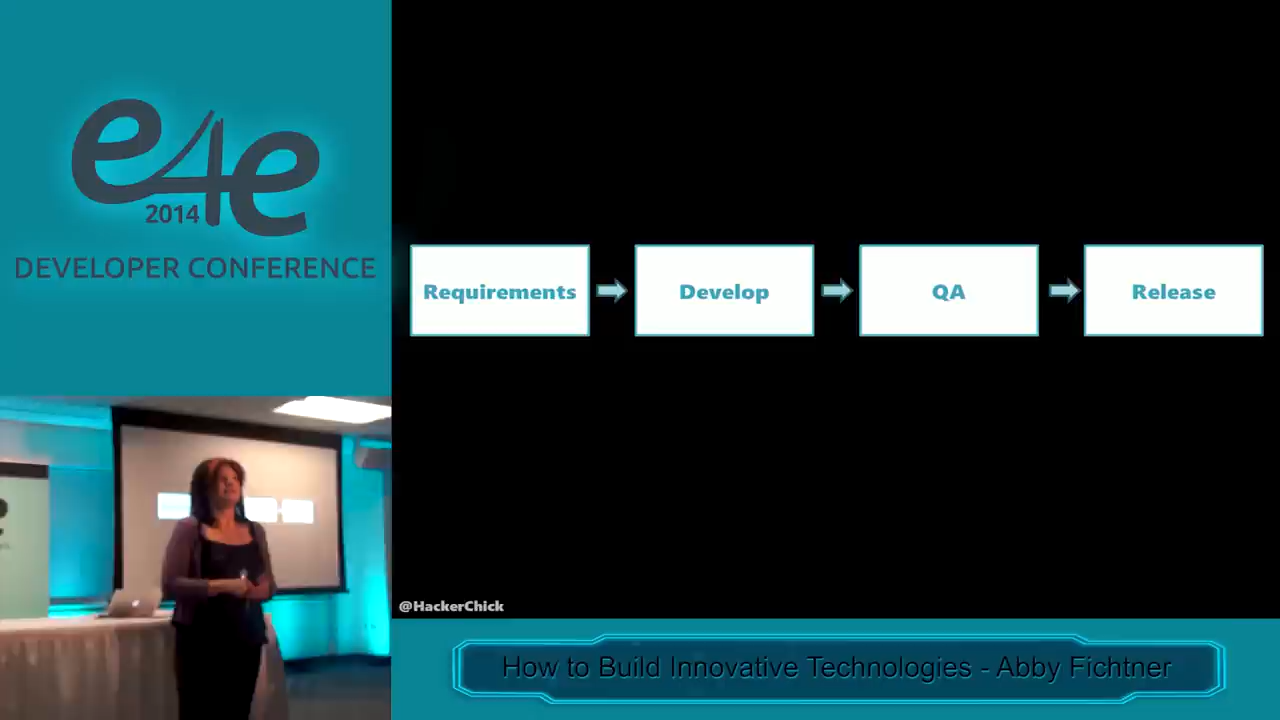 e4e
2014
DEVELOPER CONFERENCE
Requirements
Develop
QA
Release
@HackerChick
How to Build Innovative Technologies - Abby Fichtner